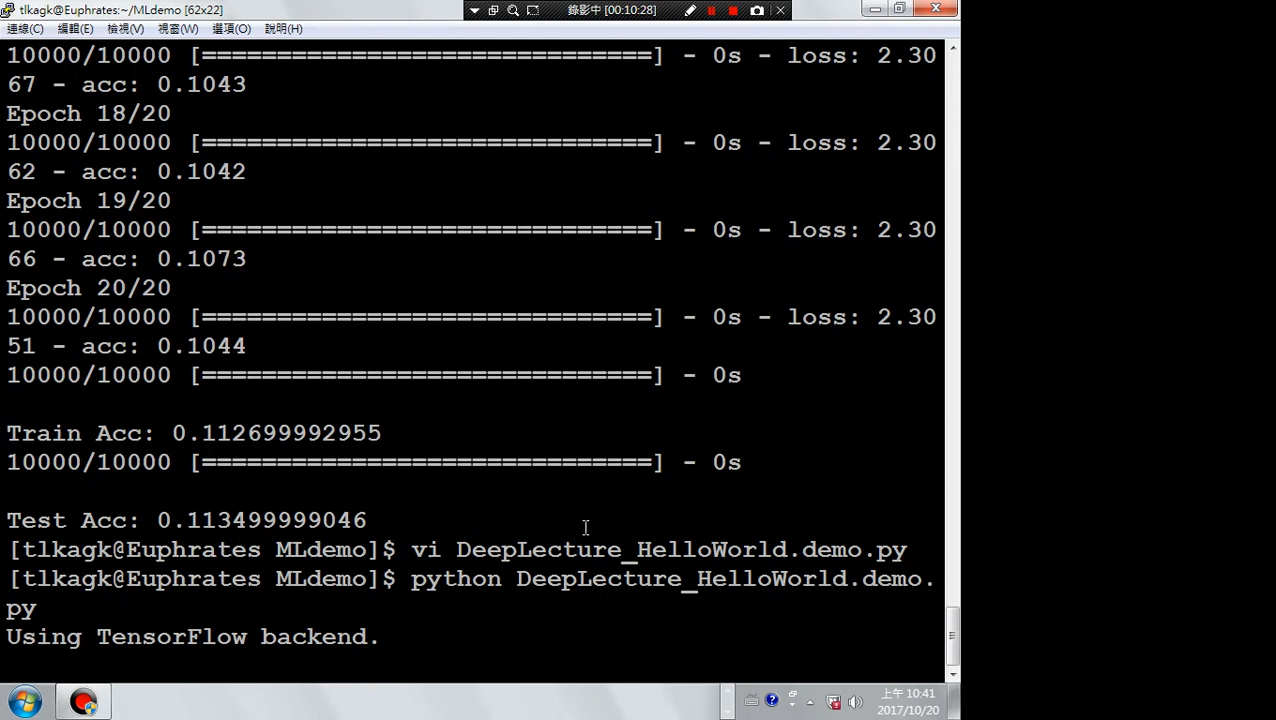 tlkagk@Euphrates:~/MLdemo [62x22]
錄影中 [00:10:28]
連線(C) 編輯(E) 檢視(V) 視窗(W) 選項(O) 說明(H)
10000/10000 [==============================] - 0s - loss: 2.30
67 - acc: 0.1043
Epoch 18/20
10000/10000 [==============================] - 0s - loss: 2.30
62 - acc: 0.1042
Epoch 19/20
10000/10000 [==============================] - 0s - loss: 2.30
66 - acc: 0.1073
Epoch 20/20
10000/10000 [==============================] - 0s - loss: 2.30
51 - acc: 0.1044
10000/10000 [==============================] - 0s
Train Acc: 0.112699992955
10000/10000 [==============================] - 0s
Test Acc: 0.113499999046
[tlkagk@Euphrates MLdemo]$ vi DeepLecture_HelloWorld.demo.py
[tlkagk@Euphrates MLdemo]$ python DeepLecture_HelloWorld.demo.
py
Using TensorFlow backend.
上午 10:41
2017/10/20